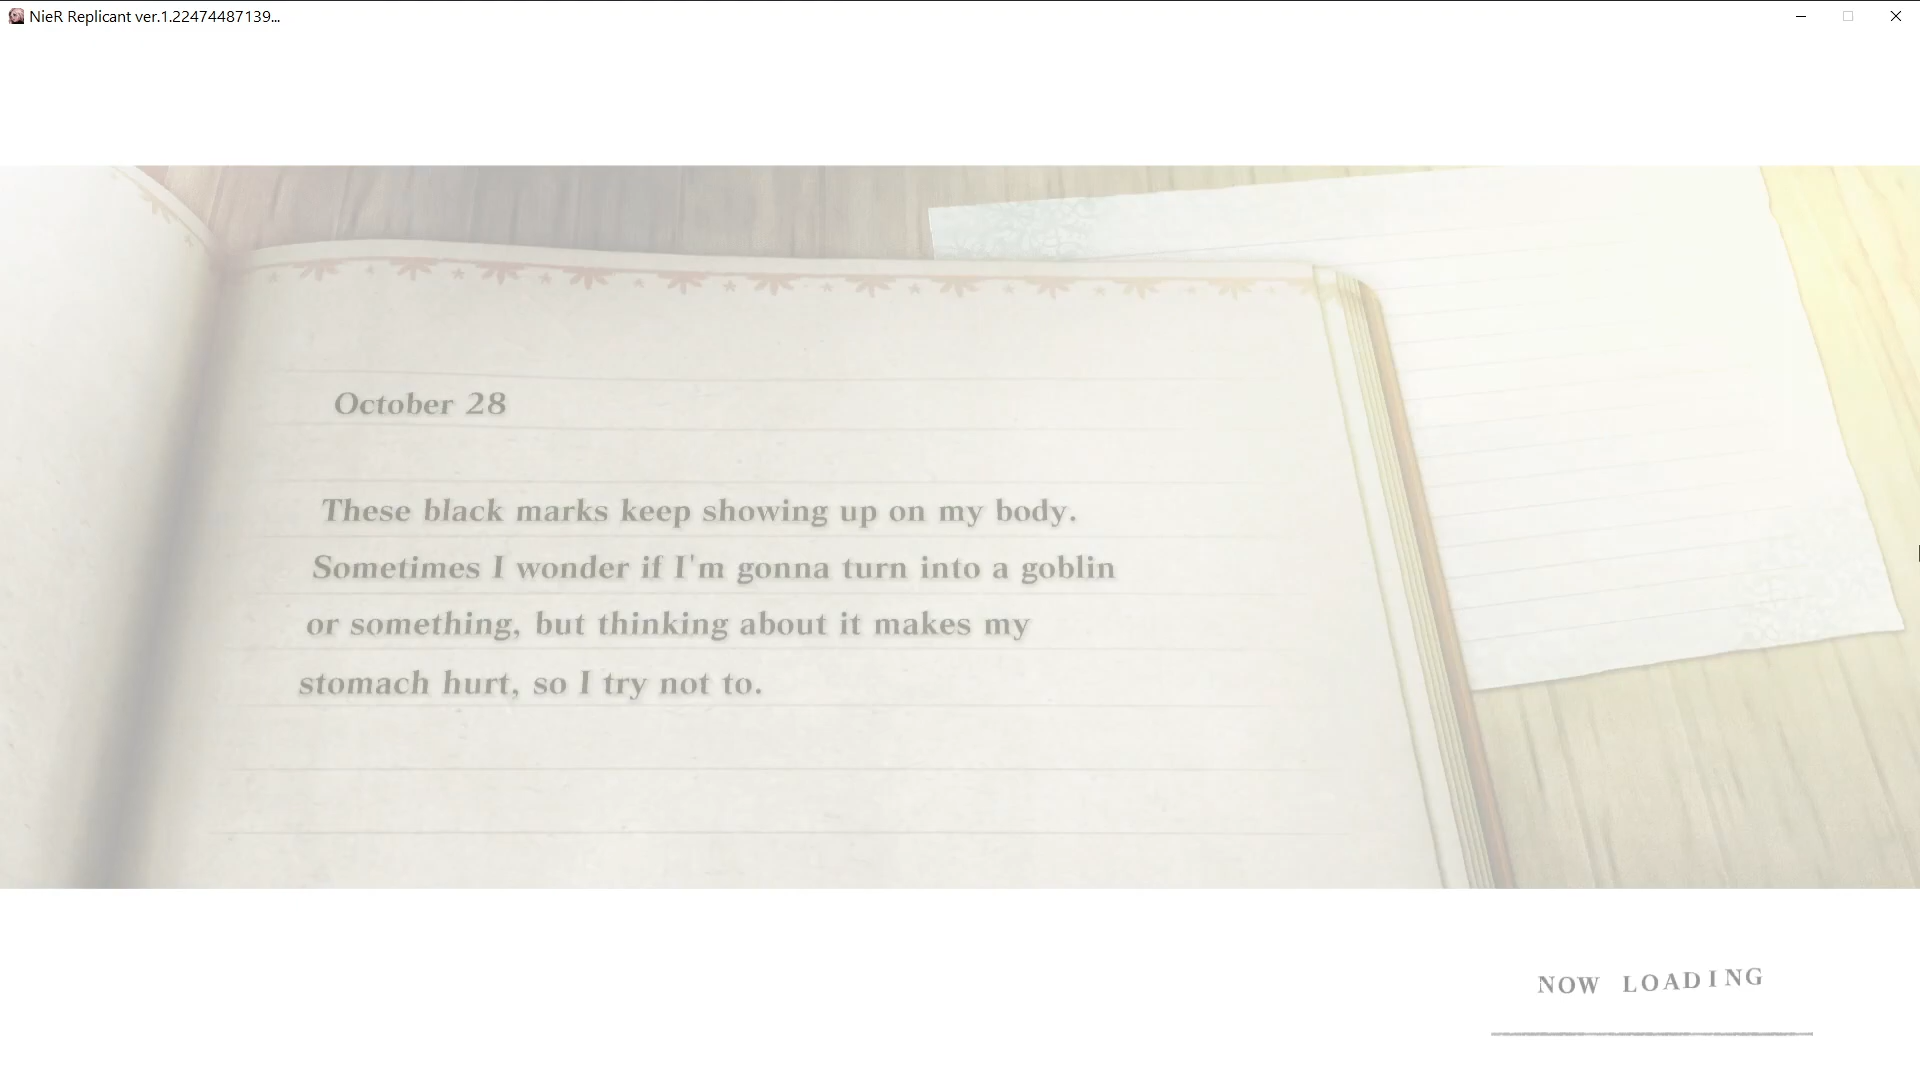 NieR Replicant ver.1.22474487139...
October 28
These black marks keep showing up on my body.
Sometimes I wonder if I'm gonna turn into a goblin
or something, but thinking about it makes my
stomach hurt, so I try not to.
NOW LOADING